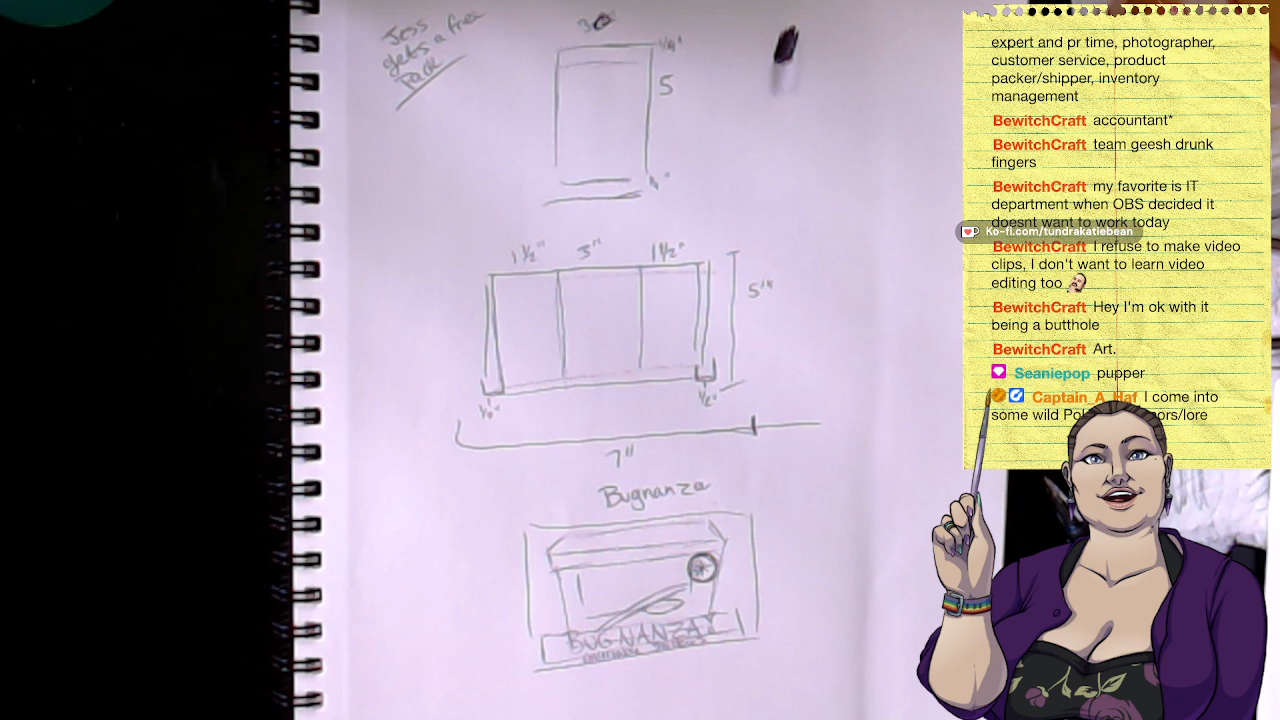 Jess
gets a free
pack
3
1/4"
5
1/4"
1 1/2" 3" 1 1/2"
5"
1/2"
1/2"
7"
Bugnanza
BUGNANZA!
expert and pr time, photographer,
customer service, product
packer/shipper, inventory
management
BewitchCraft accountant*
BewitchCraft team geesh drunk
fingers
BewitchCraft my favorite is IT
department when OBS decided it
doesnt want to work today
Ko-fi.com/tundrakatiebean
BewitchCraft I refuse to make video
clips, I don't want to learn video
editing too
BewitchCraft Hey I'm ok with it
being a butthole
BewitchCraft Art.
Seaniepop pupper
Captain_A_Haf I come into
some wild